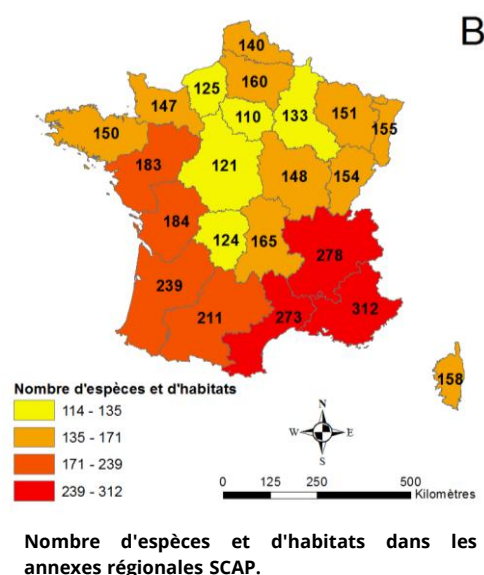 B
140
125
160
147
110
133
151
155
150
183
121
148
154
184
124
165
278
239
211
273
312
158
Nombre d'espèces et d'habitats
114 - 135
135 - 171
171 - 239
239 - 312
N
W E
S
0 125 250 500
Kilomètres
Nombre d'espèces et d'habitats dans les
annexes régionales SCAP.